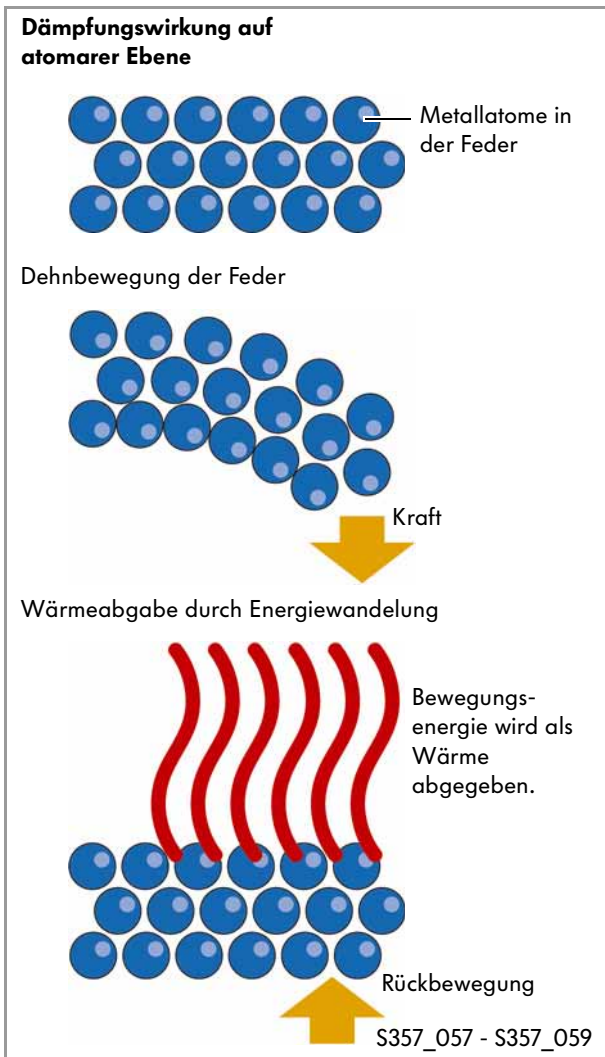 Dämpfungswirkung auf
atomarer Ebene
Metallatome in
der Feder
Dehnbewegung der Feder
Kraft
Wärmeabgabe durch Energiewandelung
Bewegungs-
energie wird als
Wärme
abgegeben.
Rückbewegung
S357_057 - S357_059